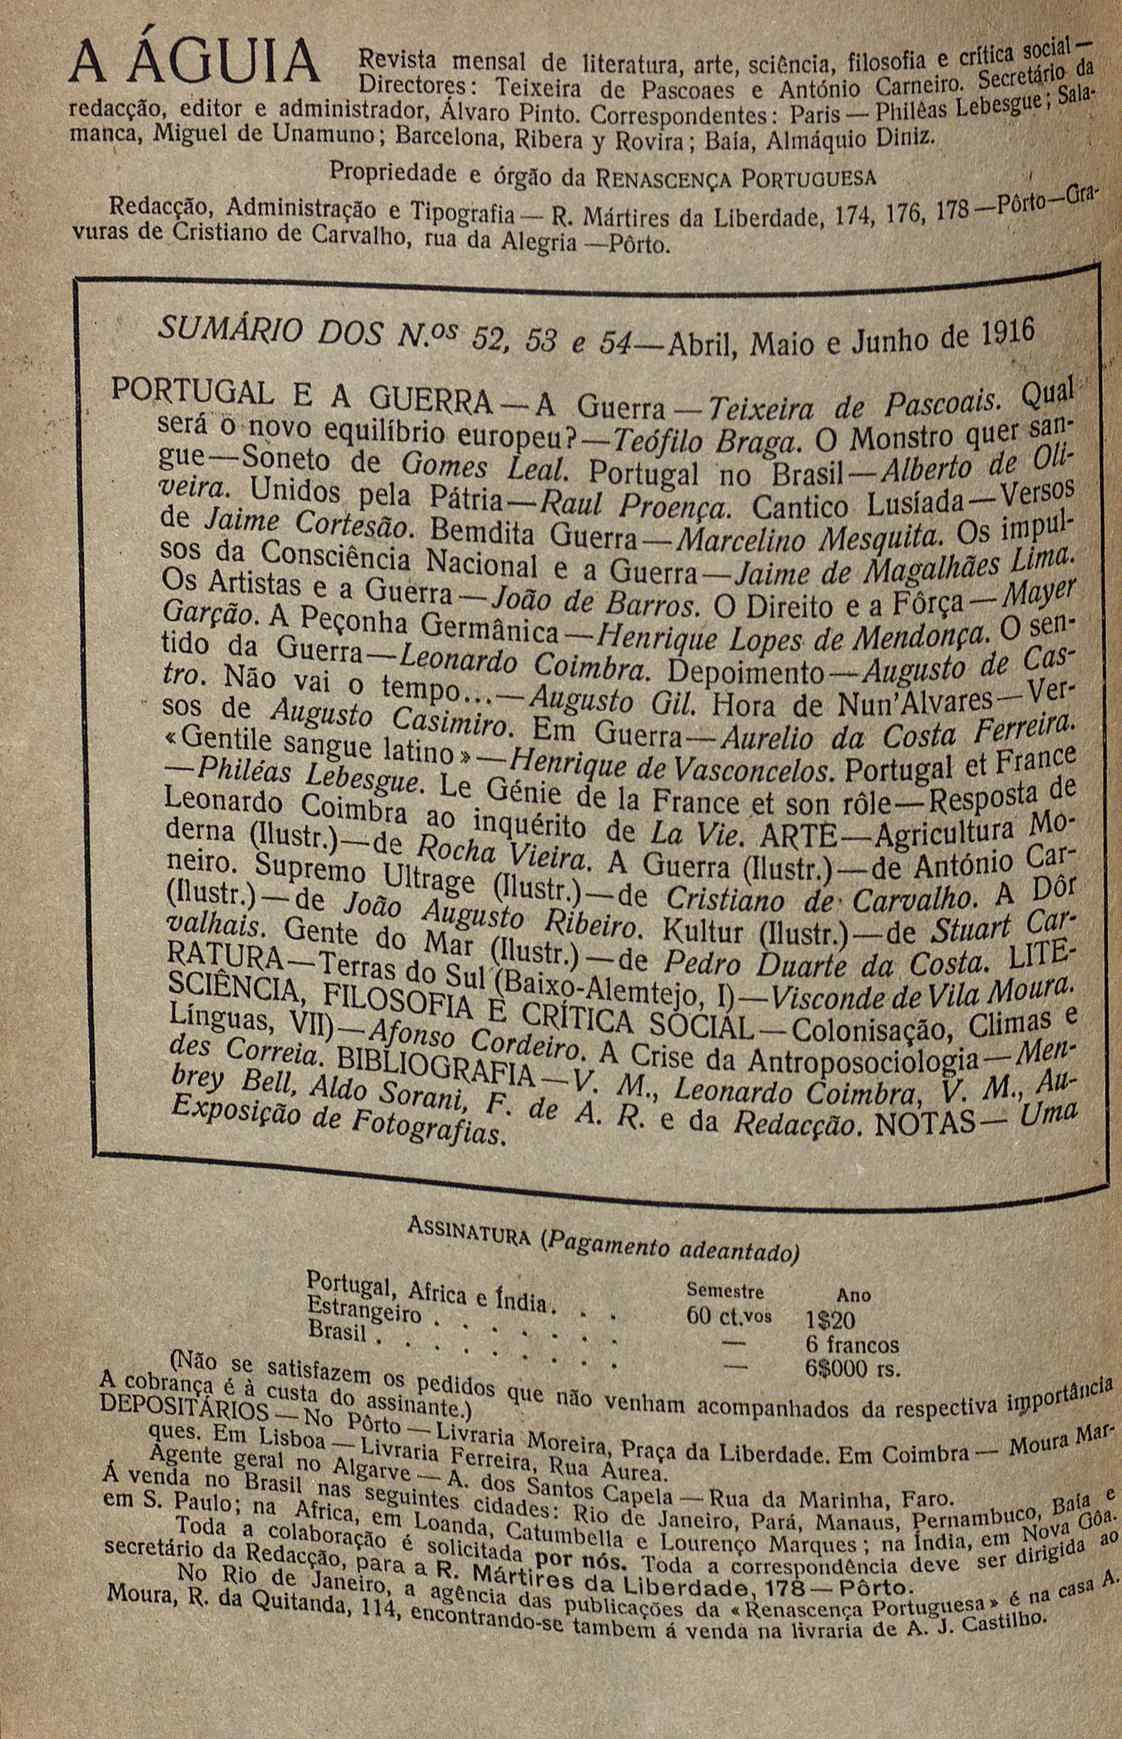 A ÁGUIA Revista mensal de literatura, arte, sciência, filosofia e crítica social—
Directores: Teixeira de Pascoaes e António Carneiro. Secretário da
redacção, editor e administrador, Álvaro Pinto. Correspondentes: Paris—Philêas Lebesgue; Sala-
manca, Miguel de Unamuno; Barcelona, Ribera y Rovira; Baía, Almáquio Diniz.
Propriedade e órgão da RENASCENÇA PORTUGUESA
Redacção, Administração e Tipografia—R. Mártires da Liberdade, 174, 176, 178—Pôrto—Gra-
vuras de Cristiano de Carvalho, rua da Alegria—Pôrto.
SUMÁRIO DOS N.os 52, 53 e 54—Abril, Maio e Junho de 1916
PORTUGAL E A GUERRA—A Guerra—Teixeira de Pascoais. Qual
será o novo equilíbrio europeu?—Teófilo Braga. O Monstro quer san-
gue—Soneto de Gomes Leal. Portugal no Brasil—Alberto de Oli-
veira. Unidos pela Pátria—Raul Proença. Cantico Lusíada—Versos
de Jaime Cortesão. Bemdita Guerra—Marcelino Mesquita. Os impul-
sos da Consciência Nacional e a Guerra—Jaime de Magalhães Lima.
Os Artistas e a Guerra—João de Barros. O Direito e a Fôrça—Mayer
Garção. A Peçonha Germânica—Henrique Lopes de Mendonça. O sen-
tido da Guerra—Leonardo Coimbra. Depoimento—Augusto de Cas-
tro. Não vai o tempo...—Augusto Gil. Hora de Nun'Alvares—Ver-
sos de Augusto Casimiro. Em Guerra—Aurelio da Costa Ferreira.
«Gentile sangue latino»—Henrique de Vasconcelos. Portugal et France
—Philéas Lebesgue. Le Génie de la France et son rôle—Resposta de
Leonardo Coimbra ao inquérito de La Vie. ARTE—Agricultura Mo-
derna (Ilustr.)—de Rocha Vieira. A Guerra (Ilustr.)—de António Car-
neiro. Supremo Ultrage (Ilustr.)—de Cristiano de Carvalho. A Dôr
(Ilustr.)—de João Augusto Ribeiro. Kultur (Ilustr.)—de Stuart Car-
valhais. Gente do Mar (Ilustr.)—de Pedro Duarte da Costa. LITE-
RATURA—Terras do Sul (Baixo-Alemtejo, I)—Visconde de Vila Moura.
SCIÊNCIA, FILOSOFIA E CRÍTICA SOCIAL—Colonisação, Climas e
Línguas, VII)—Afonso Cordeiro. A Crise da Antroposociologia—Men-
des Correia. BIBLIOGRAFIA—V. M., Leonardo Coimbra, V. M., Au-
brey Bell, Aldo Sorani, F. de A. R. e da Redacção. NOTAS—Uma
Exposição de Fotografias.
ASSINATURA (Pagamento adeantado)
Semestre Ano
Portugal, Africa e Índia. . . 60 ct.vos 1$20
Estrangeiro . . . . . . . — 6 francos
Brasil . . . . . . . . — 6$000 rs.
(Não se satisfazem os pedidos que não venham acompanhados da respectiva importância
A cobrança é à custa do assinante.)
DEPOSITÁRIOS—No Pôrto—Livraria Moreira, Praça da Liberdade. Em Coimbra—Moura Mar-
ques. Em Lisboa—Livraria Ferreira, Rua Aurea.
Agente geral no Algarve—A. dos Santos Capela—Rua da Marinha, Faro.
Á venda no Brasil nas seguintes cidades: Rio de Janeiro, Pará, Manaus, Pernambuco, Baía e
em S. Paulo; na Africa, em Loanda, Catumbella e Lourenço Marques; na Índia, em Nova Gôa.
Toda a colaboração é solicitada por nós. Toda a correspondência deve ser dirigida ao
secretário da Redacção, para a R. Mártires da Liberdade, 178—Pôrto.
No Rio de Janeiro, a agência das publicações da «Renascença Portuguesa» é na casa A.
Moura, R. da Quitanda, 114, encontrando-se tambem á venda na livraria de A. J. Castilho.